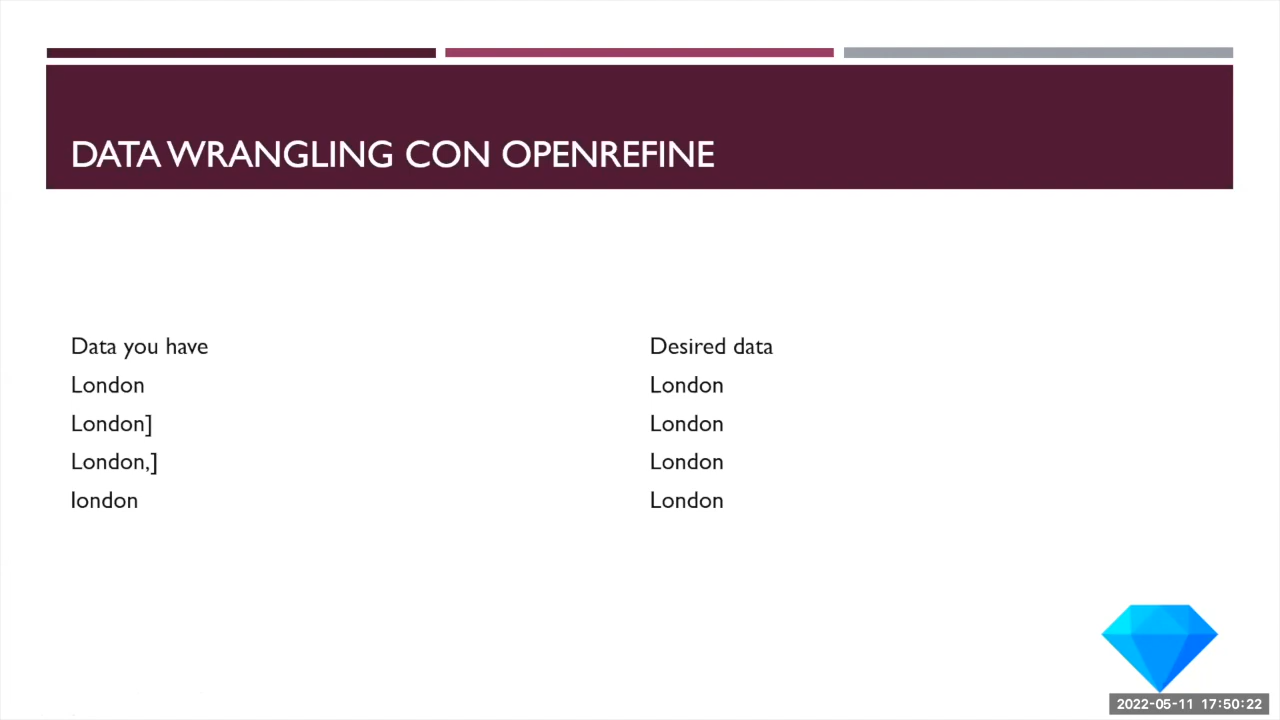 DATA WRANGLING CON OPENREFINE
Data you have
London
London]
London,]
london
Desired data
London
London
London
London
2022-05-11 17:50:22